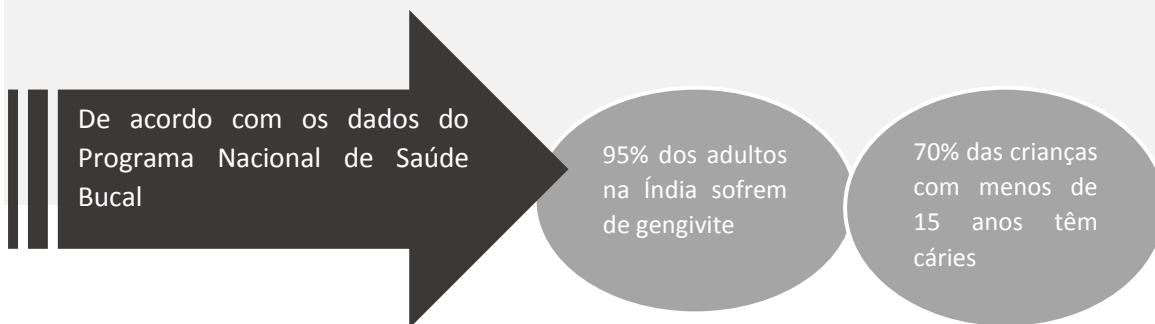 De acordo com os dados do
Programa Nacional de Saúde
Bucal
95% dos adultos
na Índia sofrem
de gengivite
70% das crianças
com menos de
15 anos têm
cáries